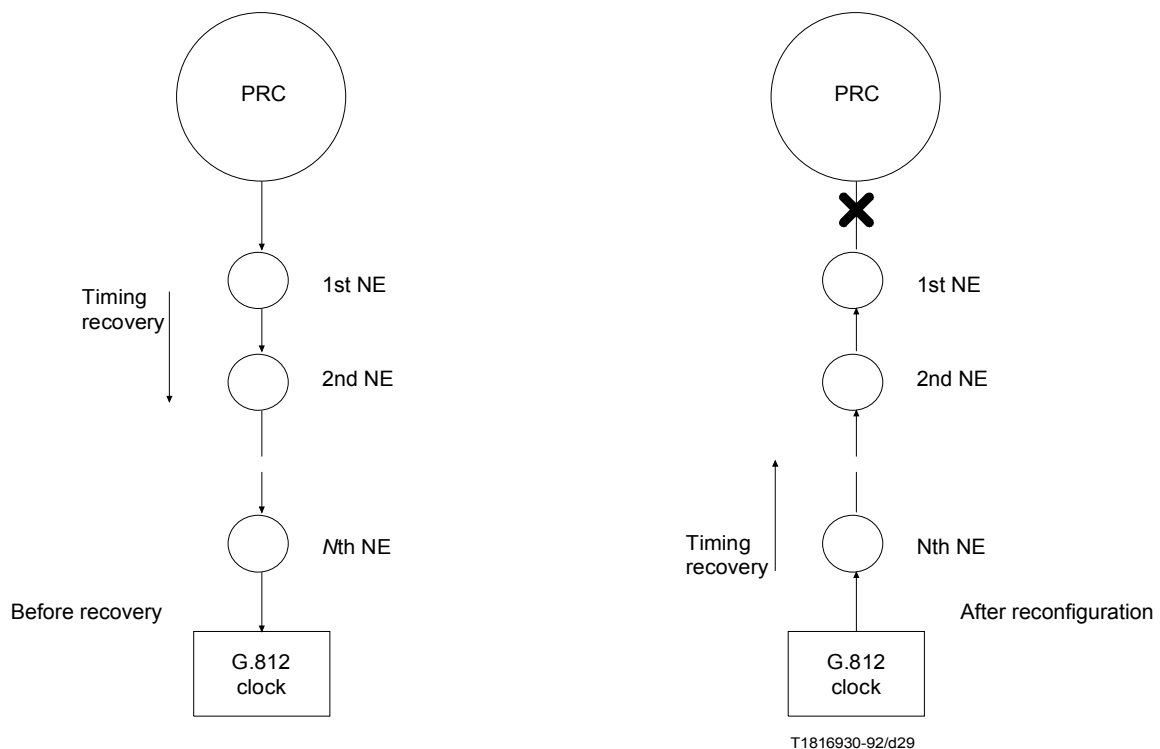 PRC
1st NE
Timing
recovery
2nd NE
Nth NE
Before recovery
G.812
clock
PRC
1st NE
2nd NE
Timing
recovery
Nth NE
After reconfiguration
G.812
clock
T1816930-92/d29